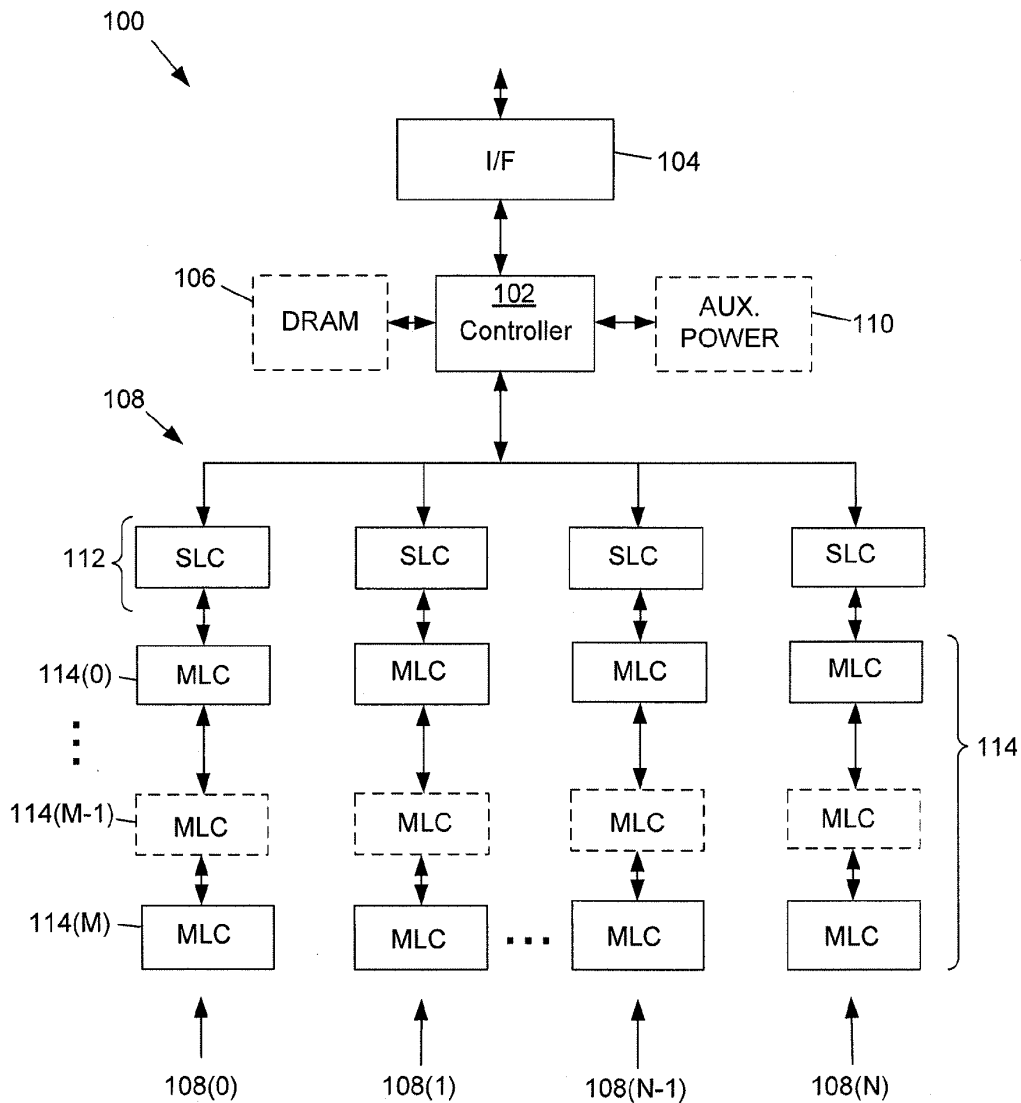 100
I/F
104
106
DRAM
102
Controller
AUX.
POWER
110
108
112
SLC
SLC
SLC
SLC
114(0)
MLC
MLC
MLC
MLC
114
114(M-1)
MLC
MLC
MLC
MLC
114(M)
MLC
MLC
MLC
MLC
108(0)
108(1)
108(N-1)
108(N)